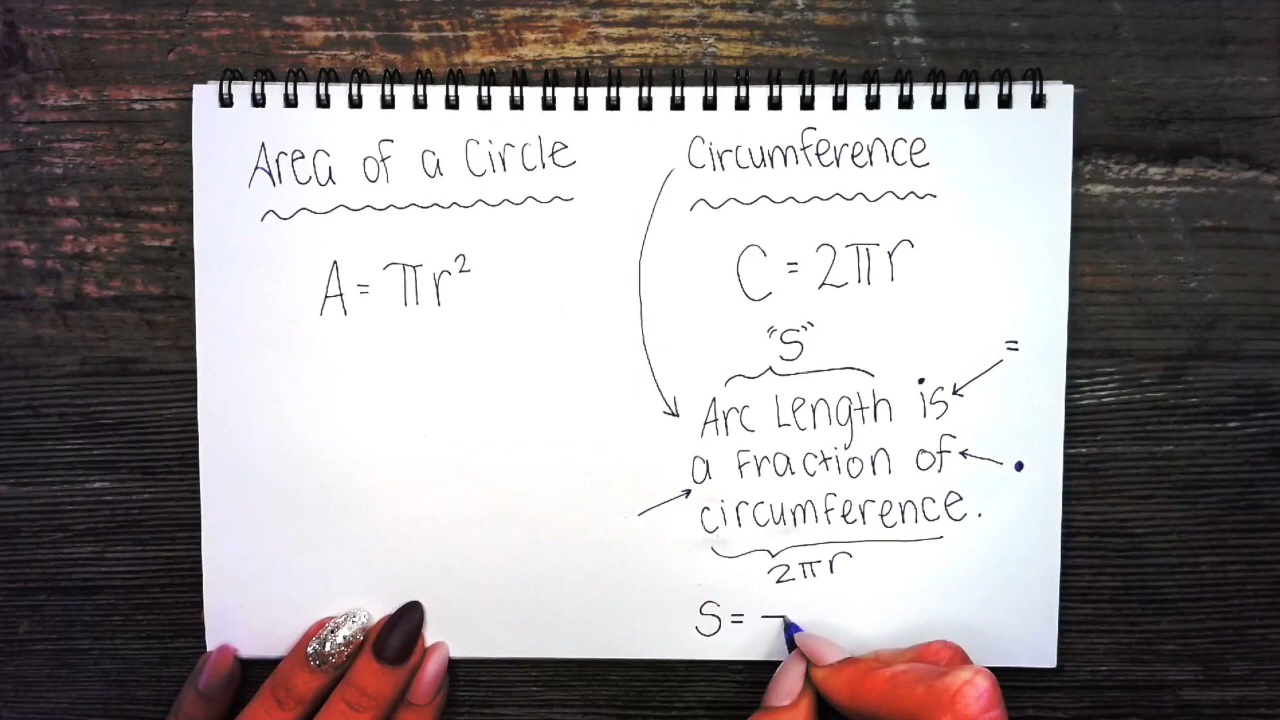 Area of a Circle
A = πr²
Circumference
C = 2πr
"S"
=
Arc Length is
a Fraction of
•
circumference.
2πr
S =